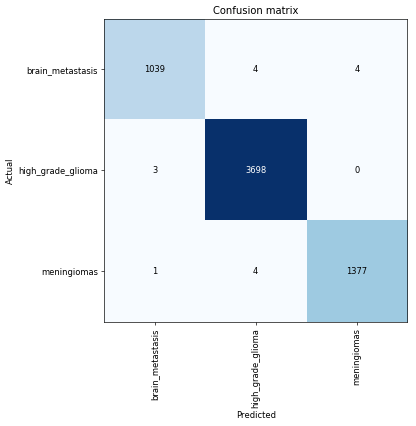 Confusion matrix
brain_metastasis 1039 4 4
high_grade_glioma 3 3698 0
meningiomas 1 4 1377
Actual
brain_metastasis
high_grade_glioma
meningiomas
Predicted